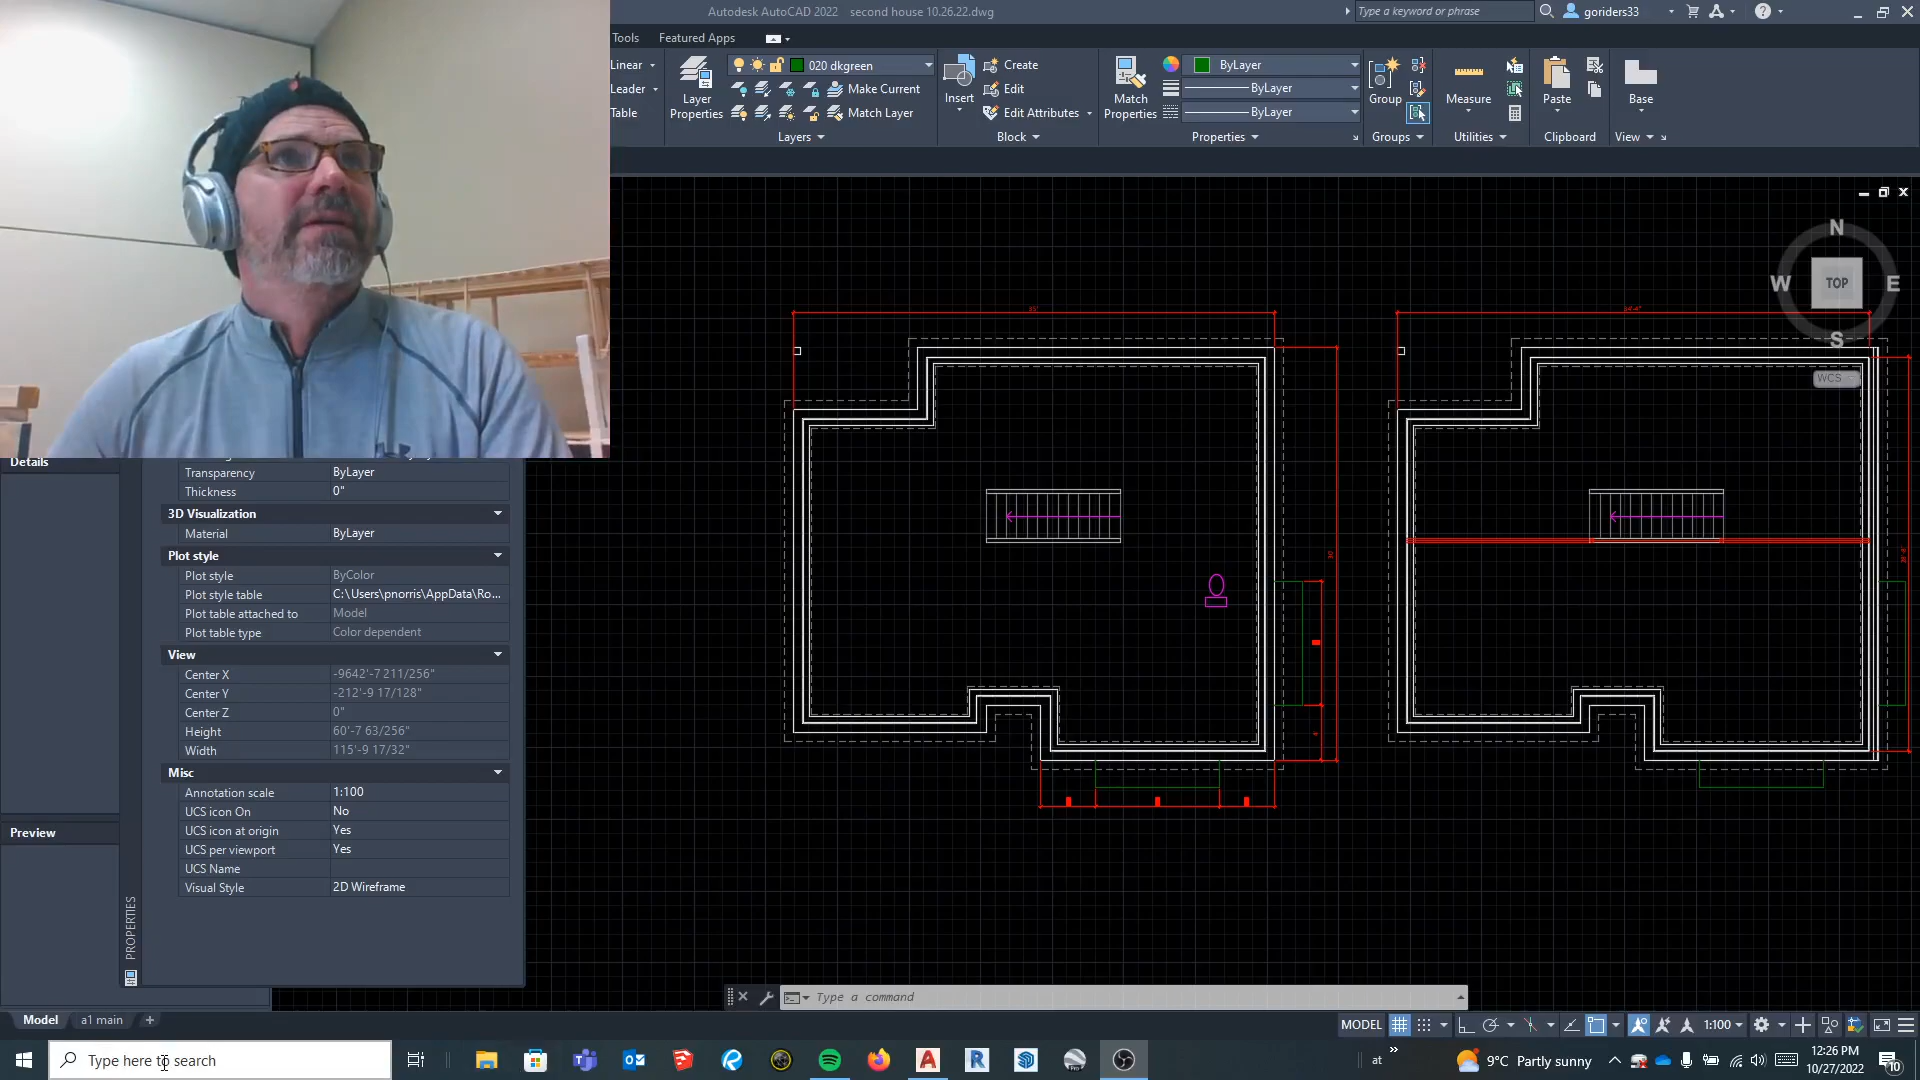 Autodesk AutoCAD 2022 second house 10.26.22.dwg
Type a keyword or phrase
goriders33
Tools
Featured Apps
Linear
Leader
Table
Layer
Properties
020 dkgreen
Make Current
Match Layer
Layers
Insert
Create
Edit
Edit Attributes
Block
Match
Properties
ByLayer
ByLayer
ByLayer
Properties
Group
Groups
Measure
Utilities
Paste
Clipboard
Base
View
N
W
TOP
E
S
WCS
35'
34'-4"
30
Details
Transparency ByLayer
Thickness 0"
3D Visualization
Material ByLayer
Plot style
Plot style ByColor
Plot style table C:\Users\pnorris\AppData\Ro...
Plot table attached to Model
Plot table type Color dependent
View
Center X -9642'-7 211/256"
Center Y -212'-9 17/128"
Center Z 0"
Height 60'-7 63/256"
Width 115'-9 17/32"
Misc
Annotation scale 1:100
UCS icon On No
UCS icon at origin Yes
UCS per viewport Yes
UCS Name
Visual Style 2D Wireframe
Preview
PROPERTIES
Type a command
Model a1 main +
MODEL
1:100
Type here to search
at
9°C Partly sunny
12:26 PM
10/27/2022
10